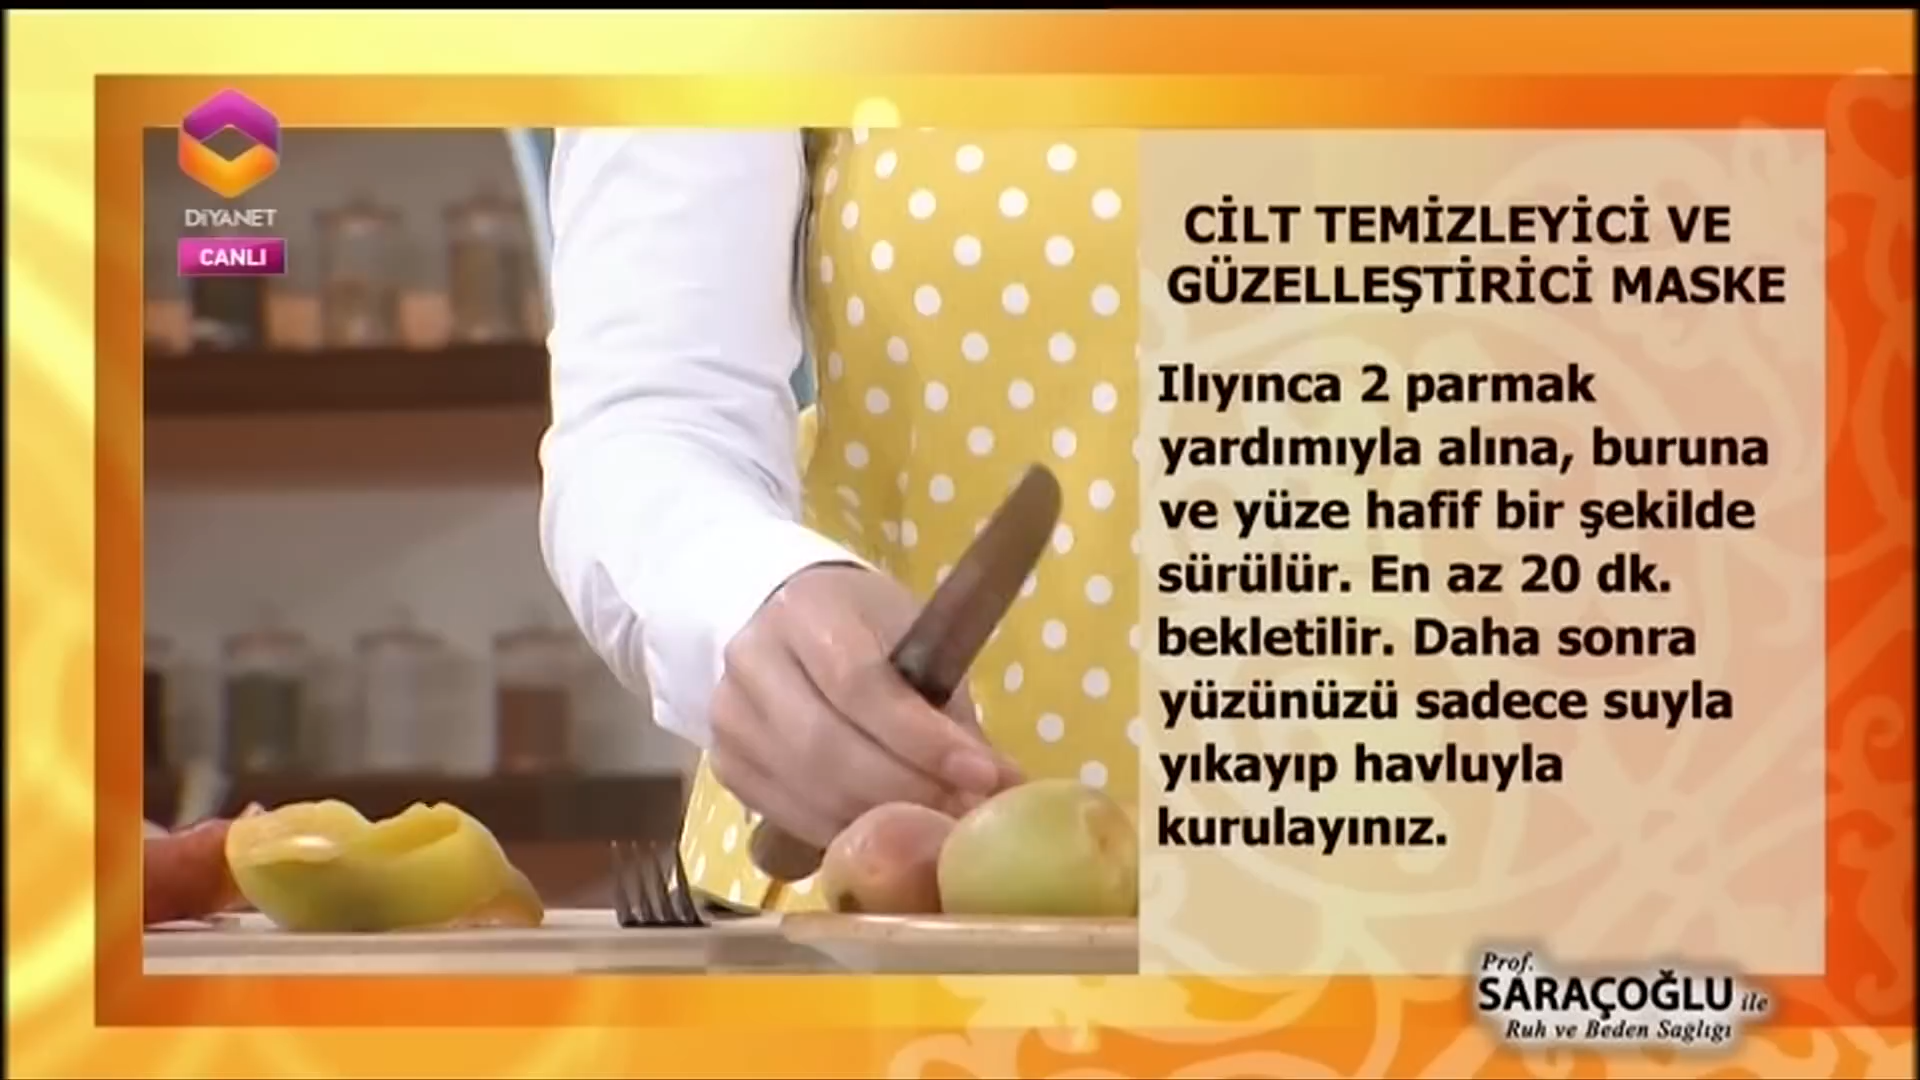 DİYANET
CANLI
CİLT TEMİZLEYİCİ VE
GÜZELLEŞTİRİCİ MASKE
Ilıyınca 2 parmak
yardımıyla alına, buruna
ve yüze hafif bir şekilde
sürülür. En az 20 dk.
bekletilir. Daha sonra
yüzünüzü sadece suyla
yıkayıp havluyla
kurulayınız.
Prof.
SARAÇOĞLU ile
Ruh ve Beden Sağlığı